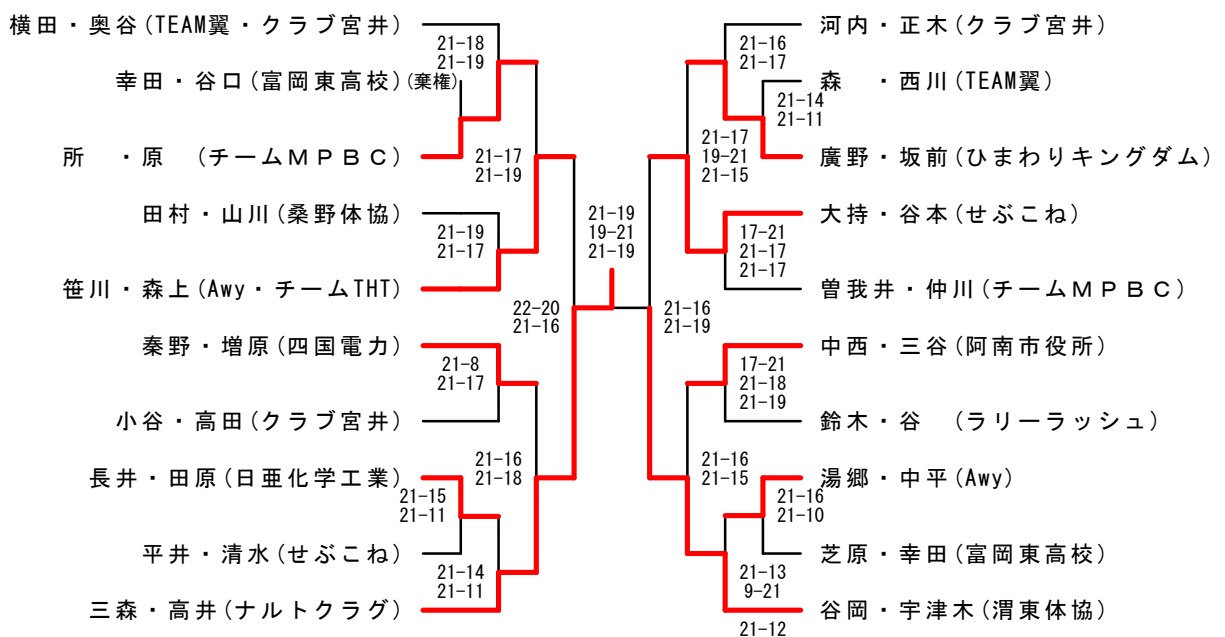 横田・奥谷(TEAM翼・クラブ宮井)
21-18
21-19
幸田・谷口(富岡東高校)(棄権)
所　・原　(チームＭＰＢＣ)
21-17
21-19
田村・山川(桑野体協)
21-19
21-17
笹川・森上(Awy・チームTHT)
22-20
21-16
秦野・増原(四国電力)
21-8
21-17
小谷・高田(クラブ宮井)
21-16
21-18
長井・田原(日亜化学工業)
21-15
21-11
平井・清水(せぶこね)
21-14
21-11
三森・高井(ナルトクラグ)
21-19
19-21
21-19
河内・正木(クラブ宮井)
21-16
21-17
森　・西川(TEAM翼)
21-14
21-11
廣野・坂前(ひまわりキングダム)
21-17
19-21
21-15
大持・谷本(せぶこね)
17-21
21-17
21-17
曽我井・仲川(チームＭＰＢＣ)
21-16
21-19
中西・三谷(阿南市役所)
17-21
21-18
21-19
鈴木・谷　(ラリーラッシュ)
21-16
21-15
湯郷・中平(Awy)
21-16
21-10
芝原・幸田(富岡東高校)
21-13
9-21
21-12
谷岡・宇津木(渭東体協)